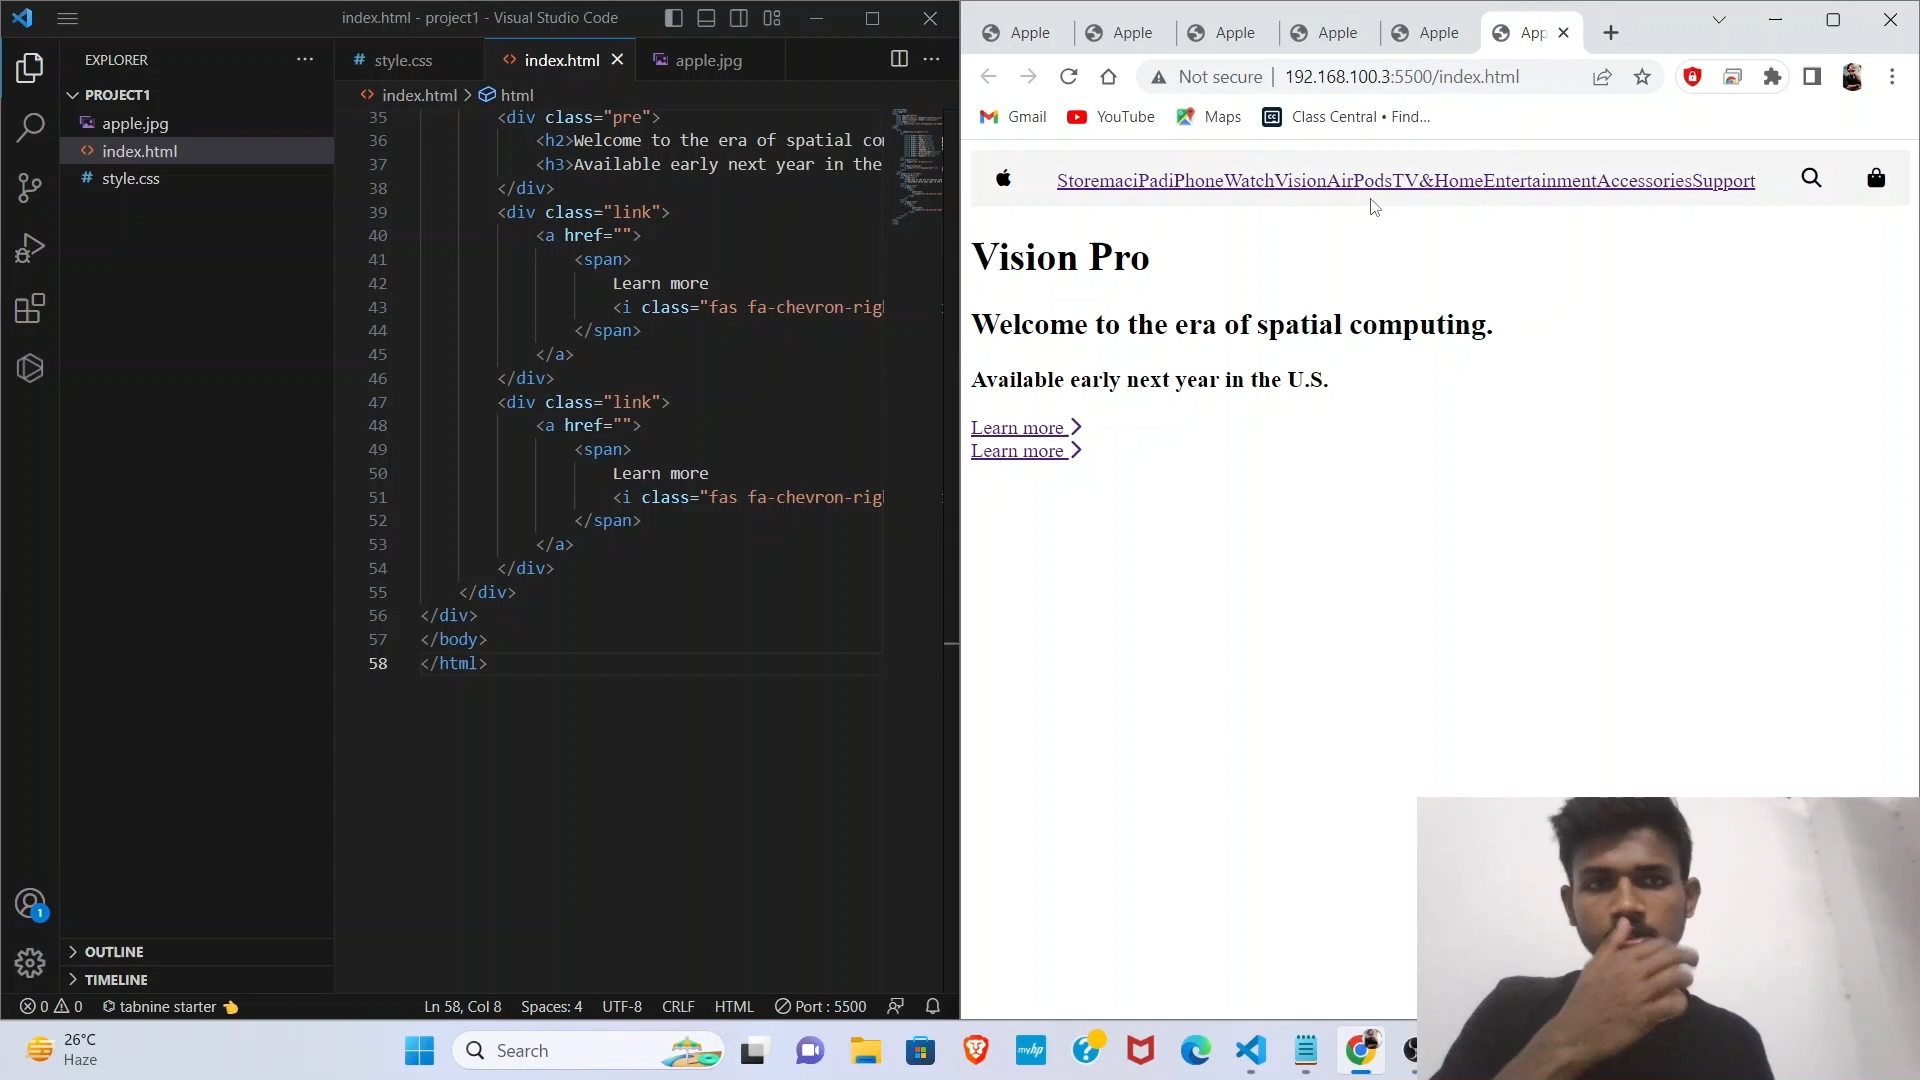 index.html - project1 - Visual Studio Code
EXPLORER
PROJECT1
apple.jpg
index.html
style.css
OUTLINE
TIMELINE
style.css
index.html
apple.jpg
index.html > html
35 <div class="pre">
36 <h2>Welcome to the era of spatial co
37 <h3>Available early next year in the
38 </div>
39 <div class="link">
40 <a href="">
41 <span>
42 Learn more
43 <i class="fas fa-chevron-rig
44 </span>
45 </a>
46 </div>
47 <div class="link">
48 <a href="">
49 <span>
50 Learn more
51 <i class="fas fa-chevron-rig
52 </span>
53 </a>
54 </div>
55 </div>
56 </div>
57 </body>
58 </html>
1
0 0 tabnine starter Ln 58, Col 8 Spaces: 4 UTF-8 CRLF HTML Port : 5500
Apple Apple Apple Apple Apple App
Not secure 192.168.100.3:5500/index.html
Gmail YouTube Maps CC Class Central • Find...
StoremaciPadiPhoneWatchVisionAirPodsTV&HomeEntertainmentAccessoriesSupport
Vision Pro
Welcome to the era of spatial computing.
Available early next year in the U.S.
Learn more
Learn more
26°C
Haze
Search
myhp